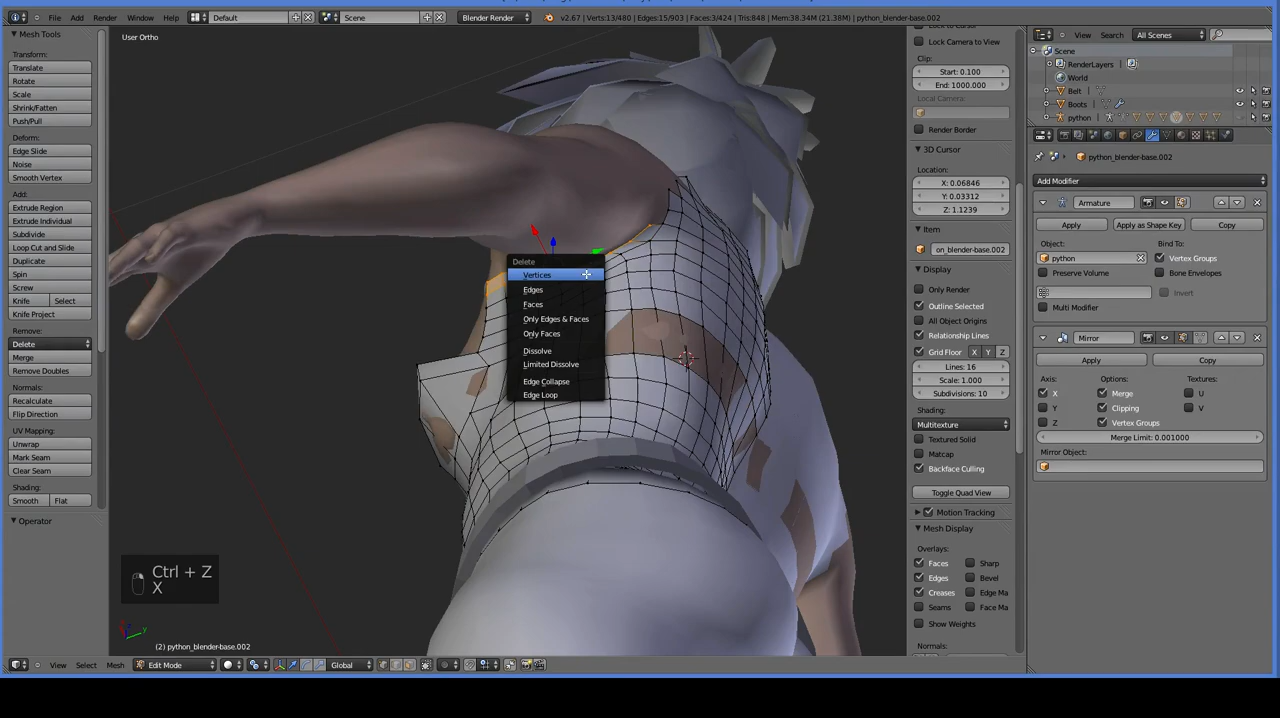 File Add Render Window Help
Default
Scene
Blender Render
v2.67 | Verts:13/480 | Edges:15/903 | Faces:3/424 | Tris:848 | Mem:38.34M (21.38M) | python_blender-base.002
Mesh Tools
Transform:
Translate
Rotate
Scale
Shrink/Fatten
Push/Pull
Deform:
Edge Slide
Noise
Smooth Vertex
Add:
Extrude Region
Extrude Individual
Subdivide
Loop Cut and Slide
Duplicate
Spin
Screw
Knife Select
Knife Project
Remove:
Delete
Merge
Remove Doubles
Normals:
Recalculate
Flip Direction
UV Mapping:
Unwrap
Mark Seam
Clear Seam
Shading:
Smooth Flat
Operator
User Ortho
Delete
Vertices
Edges
Faces
Only Edges & Faces
Only Faces
Dissolve
Limited Dissolve
Edge Collapse
Edge Loop
Ctrl + Z
X
(2) python_blender-base.002
View Select Mesh
Edit Mode
Global
Lock Camera to View
Clip:
Start: 0.100
End: 1000.000
Local Camera:
Render Border
3D Cursor
Location:
X: 0.06846
Y: 0.03312
Z: 1.1239
Item
on_blender-base.002
Display
Only Render
Outline Selected
All Object Origins
Relationship Lines
Grid Floor X Y Z
Lines: 16
Scale: 1.000
Subdivisions: 10
Shading:
Multitexture
Textured Solid
Matcap
Backface Culling
Toggle Quad View
Motion Tracking
Mesh Display
Overlays:
Faces Sharp
Edges Bevel
Creases Edge Ma
Seams Face Ma
Show Weights
Normals:
View Search All Scenes
Scene
RenderLayers
World
Belt
Boots
python
python_blender-base.002
Add Modifier
Armature
Apply Apply as Shape Key Copy
Object: Bind To:
python Vertex Groups
Preserve Volume Bone Envelopes
Invert
Multi Modifier
Mirror
Apply Copy
Axis: Options: Textures:
X Merge U
Y Clipping V
Z Vertex Groups
Merge Limit: 0.001000
Mirror Object: